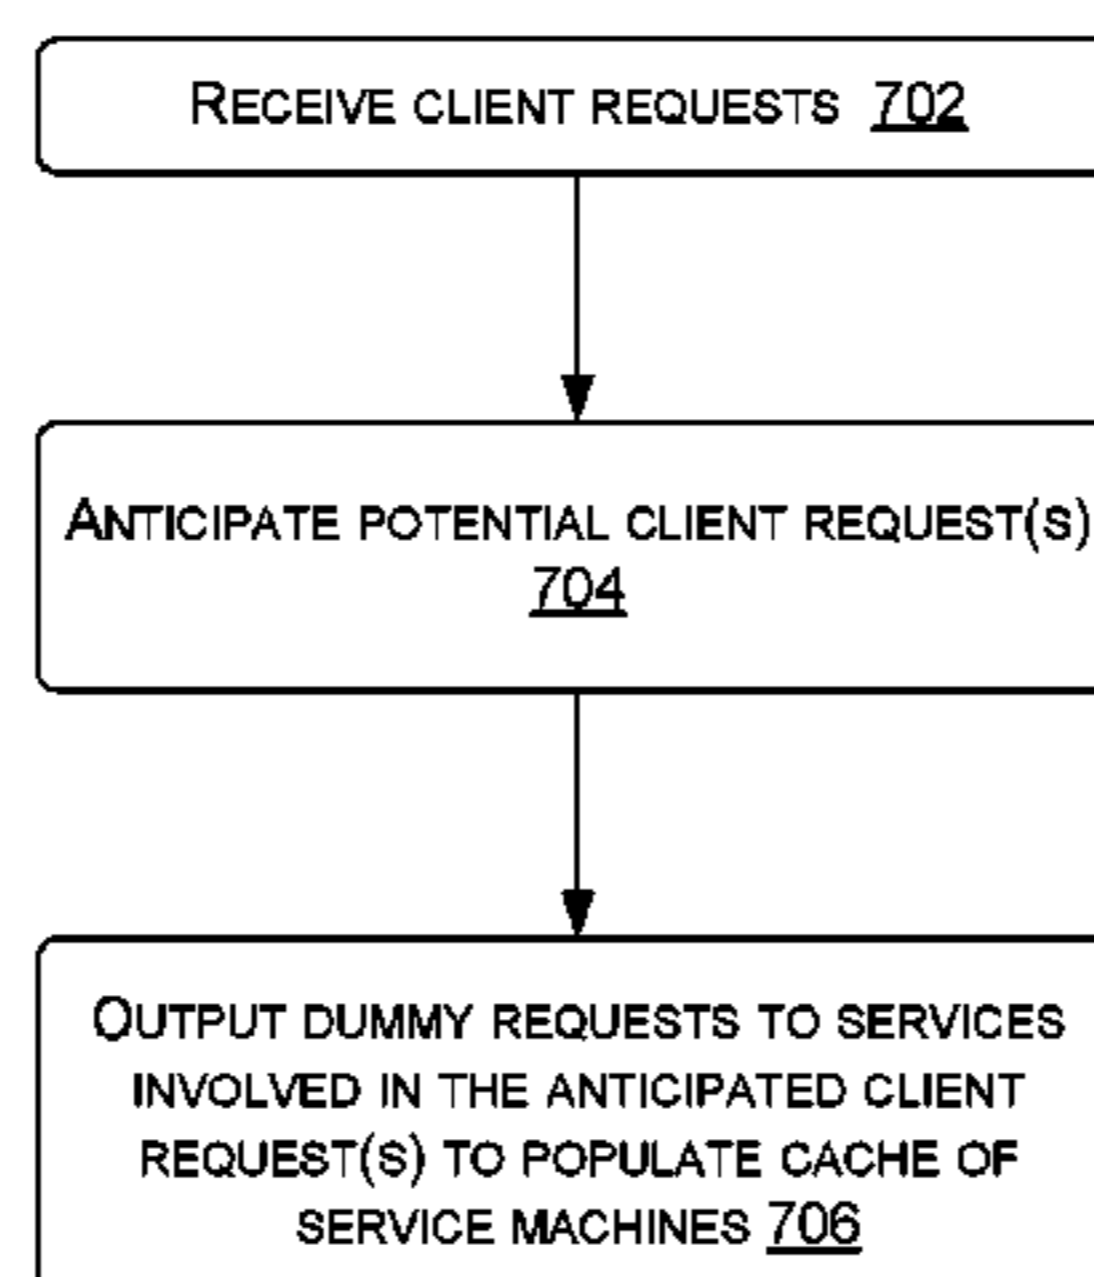 RECEIVE CLIENT REQUESTS 702
ANTICIPATE POTENTIAL CLIENT REQUEST(S)
704
OUTPUT DUMMY REQUESTS TO SERVICES
INVOLVED IN THE ANTICIPATED CLIENT
REQUEST(S) TO POPULATE CACHE OF
SERVICE MACHINES 706